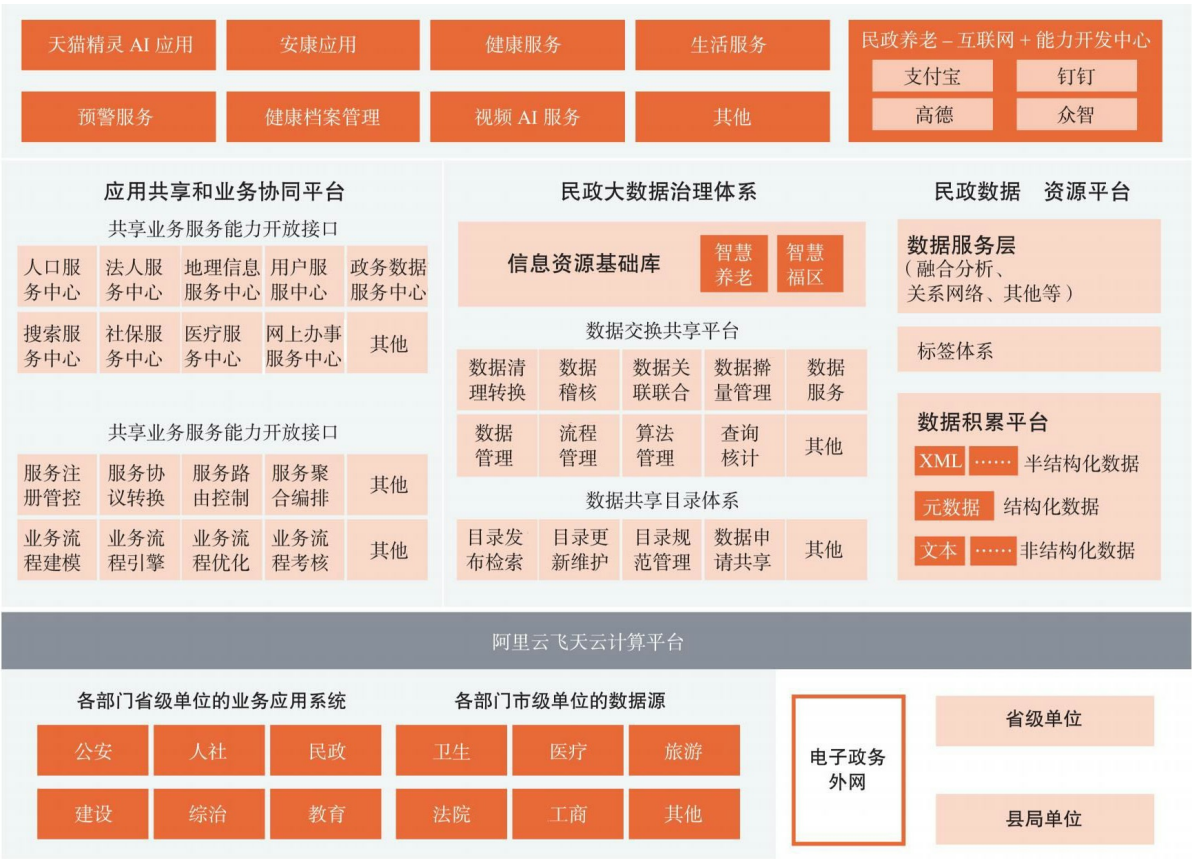 天猫精灵 AI 应用
安康应用
健康服务
生活服务
预警服务
健康档案管理
视频 AI 服务
其他
民政养老 – 互联网 + 能力开发中心
支付宝
钉钉
高德
众智
应用共享和业务协同平台
共享业务服务能力开放接口
人口服
务中心
法人服
务中心
地理信息
服务中心
用户服
服中心
政务数据
服务中心
搜索服
务中心
社保服
务中心
医疗服
务中心
网上办事
服务中心
其他
共享业务服务能力开放接口
服务注
册管控
服务协
议转换
服务路
由控制
服务聚
合编排
其他
业务流
程建模
业务流
程引擎
业务流
程优化
业务流
程考核
其他
民政大数据治理体系
信息资源基础库
智慧
养老
智慧
福区
数据交换共享平台
数据清
理转换
数据
稽核
数据关
联联合
数据擀
量管理
数据
服务
数据
管理
流程
管理
算法
管理
查询
核计
其他
数据共享目录体系
目录发
布检索
目录更
新维护
目录规
范管理
数据申
请共享
其他
民政数据 资源平台
数据服务层
（融合分析、
关系网络、其他等）
标签体系
数据积累平台
XML …… 半结构化数据
元数据 结构化数据
文本 …… 非结构化数据
阿里云飞天云计算平台
各部门省级单位的业务应用系统
公安
人社
民政
建设
综治
教育
各部门市级单位的数据源
卫生
医疗
旅游
法院
工商
其他
电子政务
外网
省级单位
县局单位